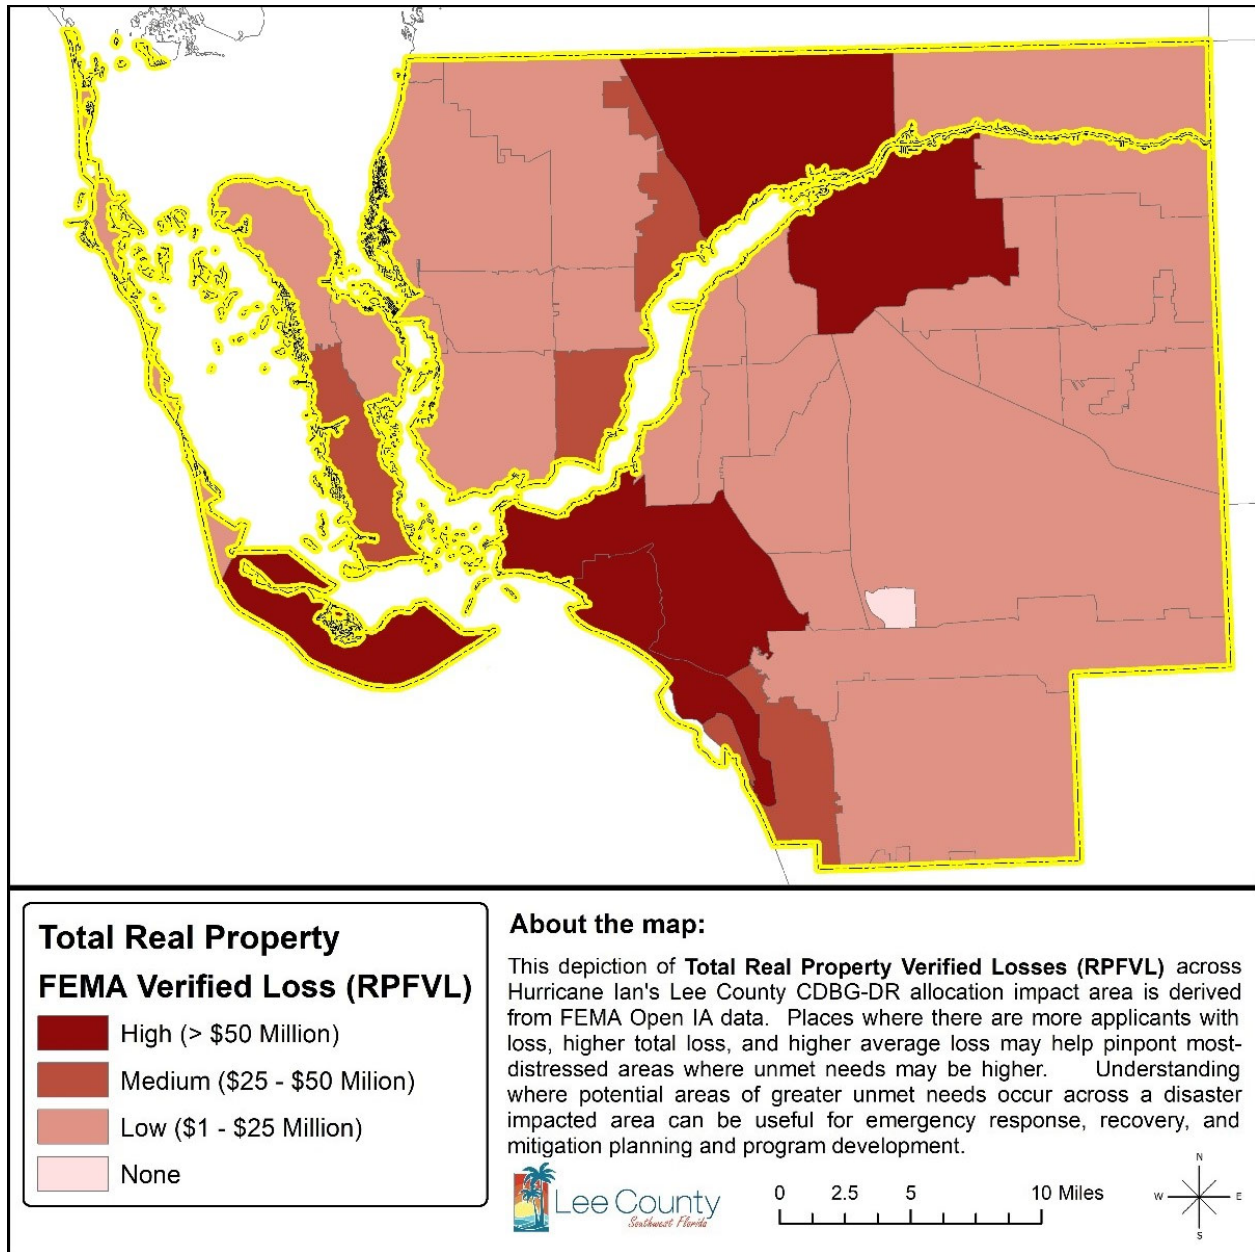 Total Real Property
FEMA Verified Loss (RPFVL)
High (> $50 Million)
Medium ($25 - $50 Milion)
Low ($1 - $25 Million)
None
About the map:
This depiction of Total Real Property Verified Losses (RPFVL) across
Hurricane Ian's Lee County CDBG-DR allocation impact area is derived
from FEMA Open IA data. Places where there are more applicants with
loss, higher total loss, and higher average loss may help pinpont most-
distressed areas where unmet needs may be higher. Understanding
where potential areas of greater unmet needs occur across a disaster
impacted area can be useful for emergency response, recovery, and
mitigation planning and program development.
Lee County
Southwest Florida
0 2.5 5 10 Miles
N
W E
S